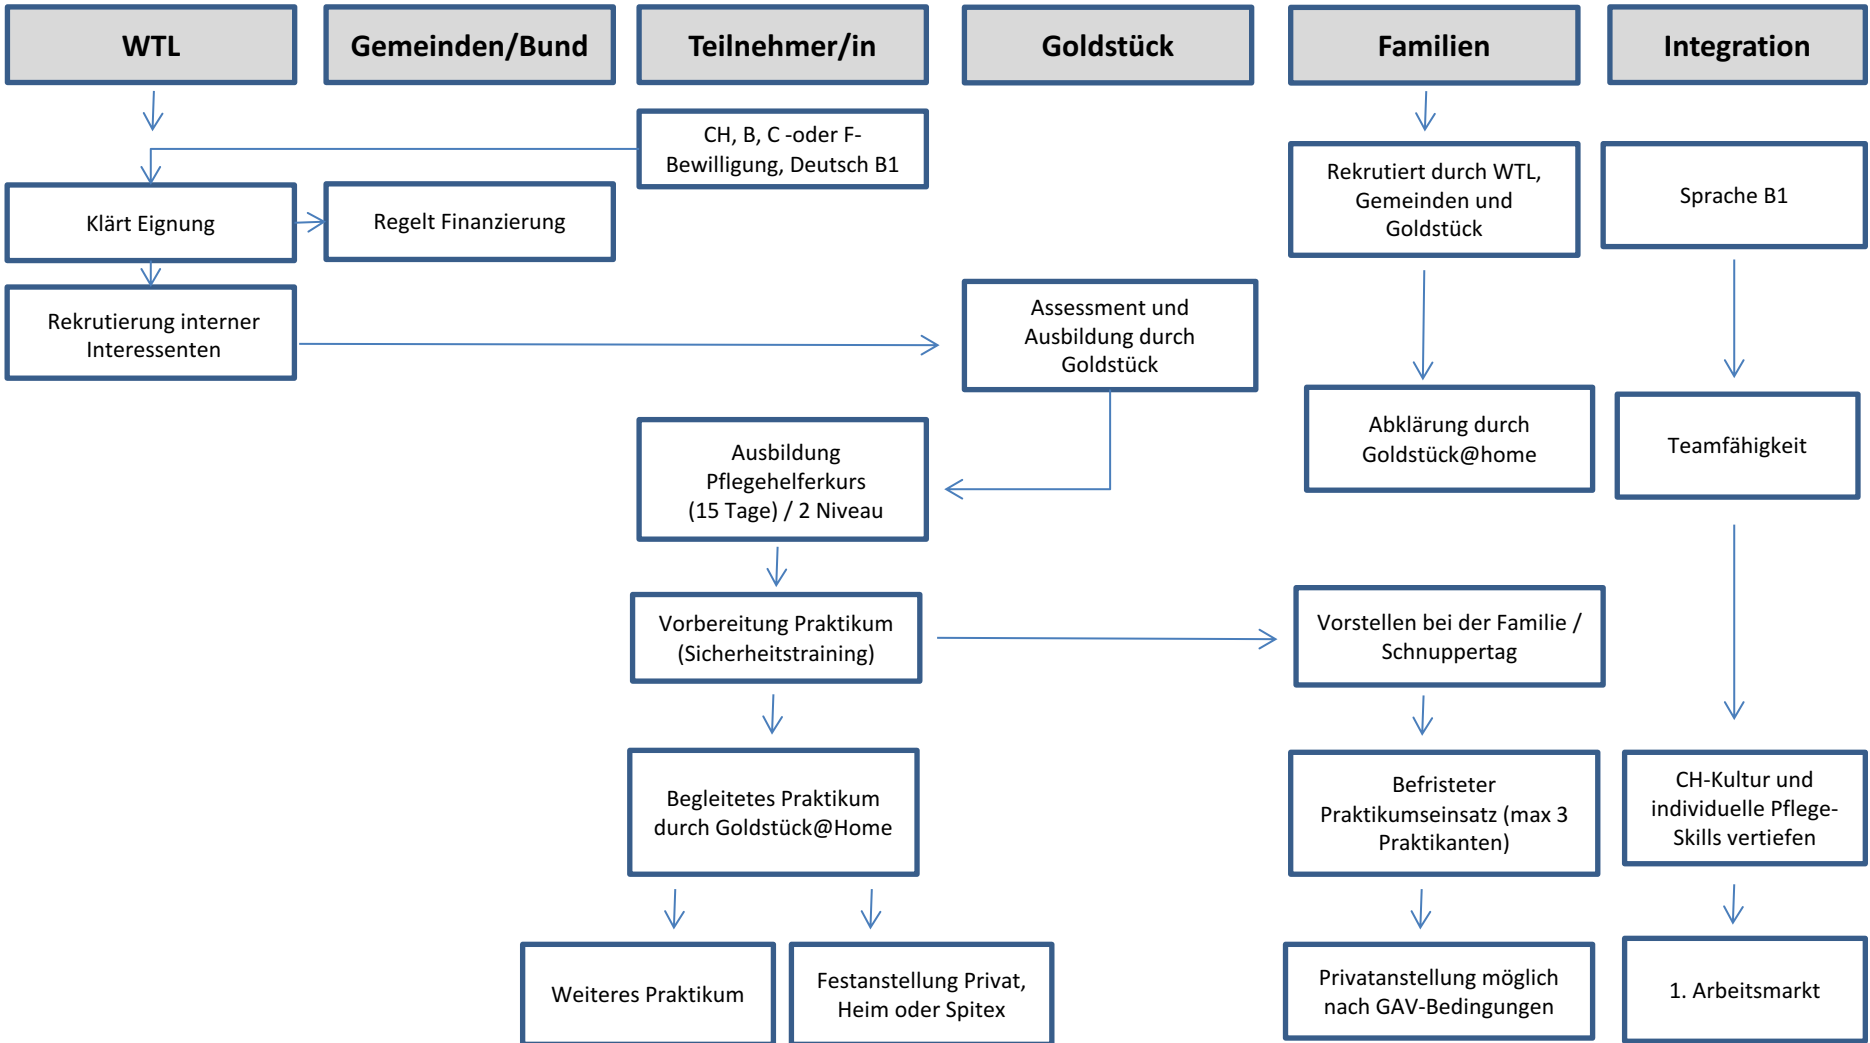 WTL
Gemeinden/Bund
Teilnehmer/in
Goldstück
Familien
Integration
CH, B, C -oder F-
Bewilligung, Deutsch B1
Rekrutiert durch WTL,
Gemeinden und
Goldstück
Sprache B1
Klärt Eignung
Regelt Finanzierung
Rekrutierung interner
Interessenten
Assessment und
Ausbildung durch
Goldstück
Abklärung durch
Goldstück@home
Teamfähigkeit
Ausbildung
Pflegehelferkurs
(15 Tage) / 2 Niveau
Vorbereitung Praktikum
(Sicherheitstraining)
Vorstellen bei der Familie /
Schnuppertag
Begleitetes Praktikum
durch Goldstück@Home
Befristeter
Praktikumseinsatz (max 3
Praktikanten)
CH-Kultur und
individuelle Pflege-
Skills vertiefen
Weiteres Praktikum
Festanstellung Privat,
Heim oder Spitex
Privatanstellung möglich
nach GAV-Bedingungen
1. Arbeitsmarkt